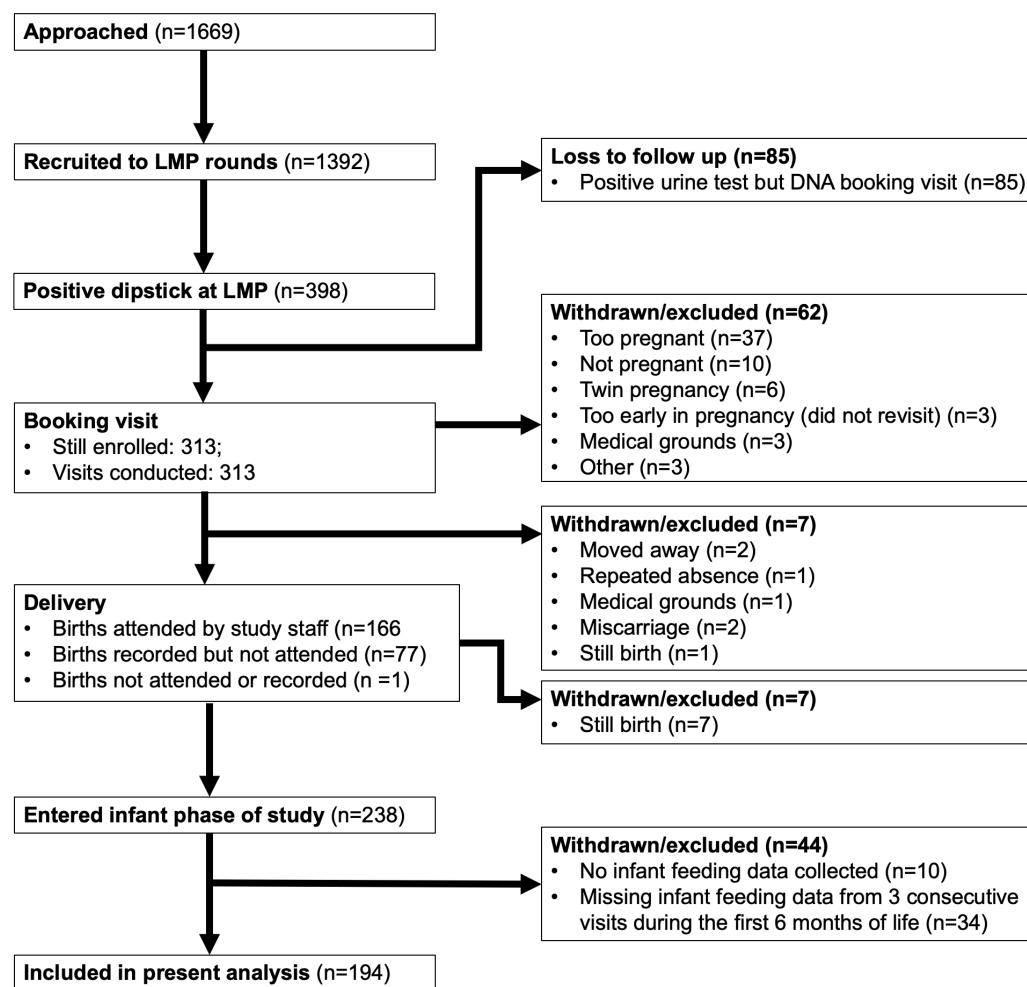 Approached (n=1669)
Recruited to LMP rounds (n=1392)
Loss to follow up (n=85)
• Positive urine test but DNA booking visit (n=85)
Positive dipstick at LMP (n=398)
Withdrawn/excluded (n=62)
• Too pregnant (n=37)
• Not pregnant (n=10)
• Twin pregnancy (n=6)
• Too early in pregnancy (did not revisit) (n=3)
• Medical grounds (n=3)
• Other (n=3)
Booking visit
• Still enrolled: 313;
• Visits conducted: 313
Withdrawn/excluded (n=7)
• Moved away (n=2)
• Repeated absence (n=1)
• Medical grounds (n=1)
• Miscarriage (n=2)
• Still birth (n=1)
Delivery
• Births attended by study staff (n=166
• Births recorded but not attended (n=77)
• Births not attended or recorded (n =1)
Withdrawn/excluded (n=7)
• Still birth (n=7)
Entered infant phase of study (n=238)
Withdrawn/excluded (n=44)
• No infant feeding data collected (n=10)
• Missing infant feeding data from 3 consecutive
visits during the first 6 months of life (n=34)
Included in present analysis (n=194)